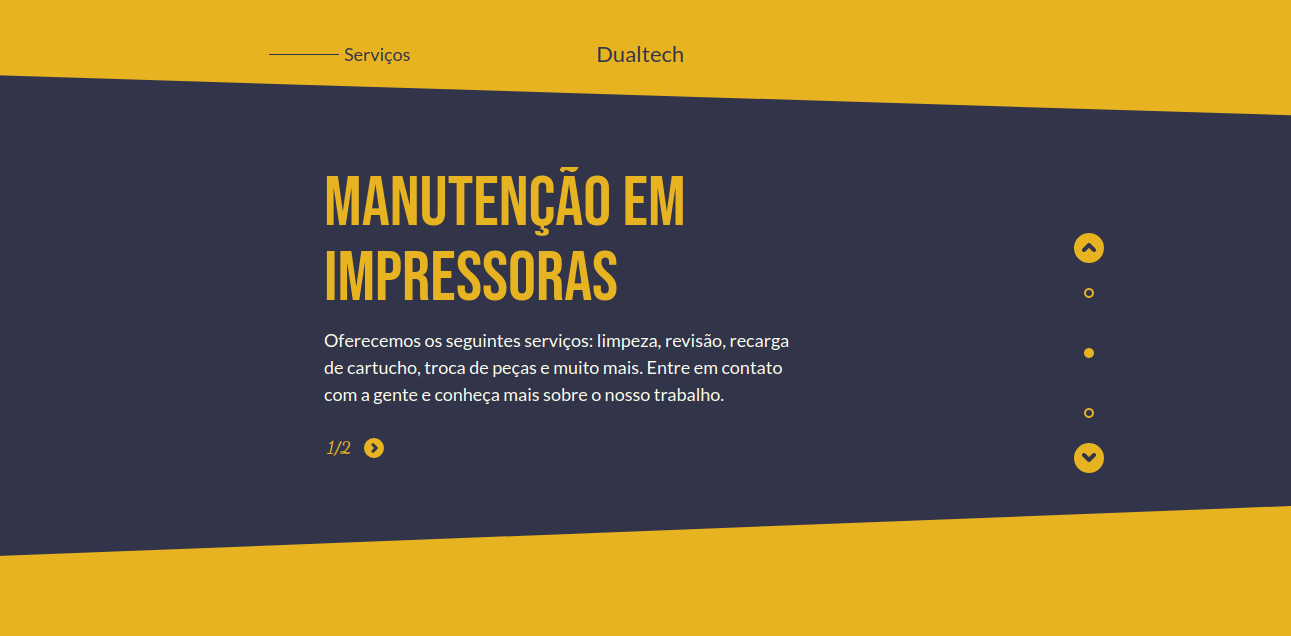 Serviços
Dualtech
MANUTENÇÃO EM
IMPRESSORAS
Oferecemos os seguintes serviços: limpeza, revisão, recarga
de cartucho, troca de peças e muito mais. Entre em contato
com a gente e conheça mais sobre o nosso trabalho.
1/2